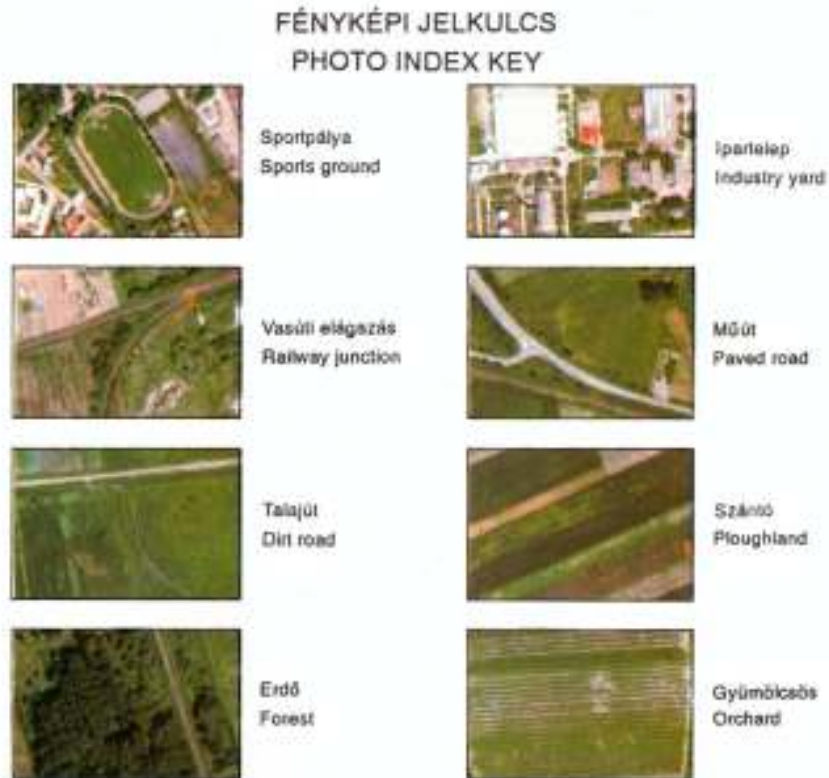 FÉNYKÉPI JELKULCS
PHOTO INDEX KEY
Sportpálya
Sports ground
Ipartelep
Industry yard
Vasúti elágazás
Railway junction
Műút
Paved road
Talajút
Dirt road
Szántó
Ploughland
Erdő
Forest
Gyümölcsös
Orchard